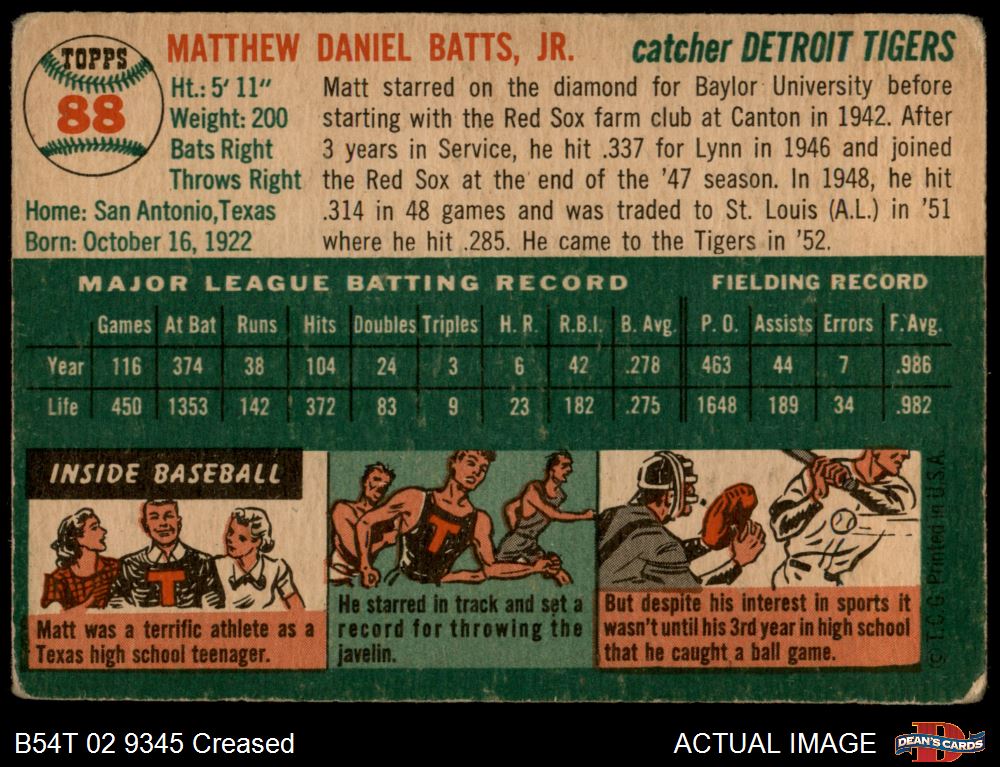 TOPPS
88
MATTHEW DANIEL BATTS, JR. catcher DETROIT TIGERS
Ht.: 5' 11"
Weight: 200
Bats Right
Throws Right
Home: San Antonio, Texas
Born: October 16, 1922
Matt starred on the diamond for Baylor University before
starting with the Red Sox farm club at Canton in 1942. After
3 years in Service, he hit .337 for Lynn in 1946 and joined
the Red Sox at the end of the '47 season. In 1948, he hit
.314 in 48 games and was traded to St. Louis (A.L.) in '51
where he hit .285. He came to the Tigers in '52.
MAJOR LEAGUE BATTING RECORD FIELDING RECORD
Games At Bat Runs Hits Doubles Triples H. R. R.B.I. B. Avg. P. O. Assists Errors F. Avg.
Year 116 374 38 104 24 3 6 42 .278 463 44 7 .986
Life 450 1353 142 372 83 9 23 182 .275 1648 189 34 .982
INSIDE BASEBALL
T
Matt was a terrific athlete as a
Texas high school teenager.
T
He starred in track and set a
record for throwing the
javelin.
But despite his interest in sports it
wasn't until his 3rd year in high school
that he caught a ball game.
© T.C.G. Printed in U.S.A.
B54T 02 9345 Creased
ACTUAL IMAGE
D
DEAN'S CARDS